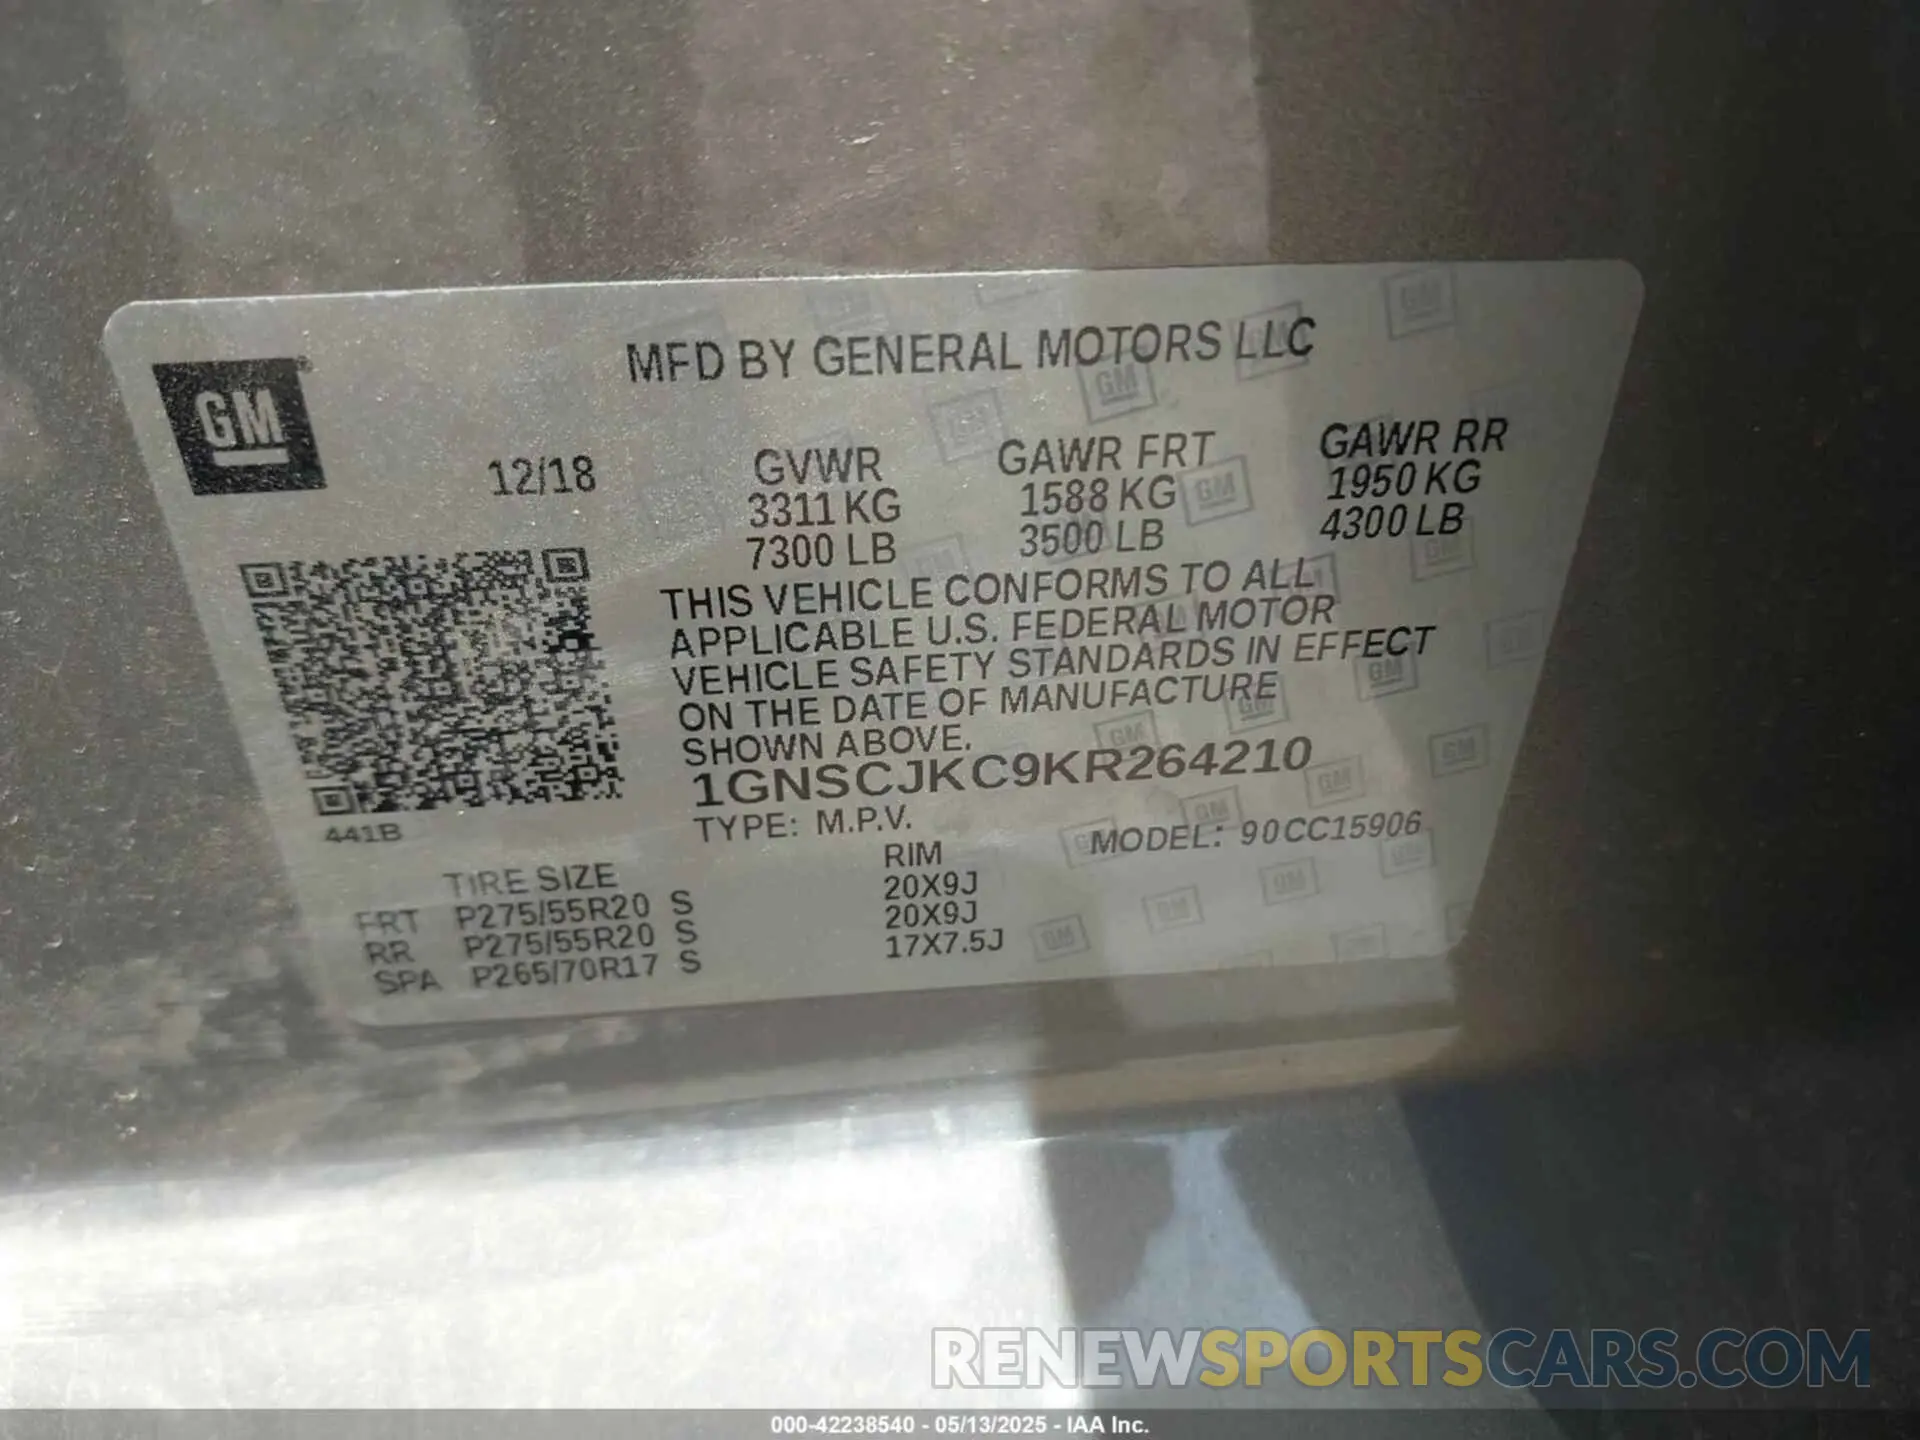 MFD BY GENERAL MOTORS LLC
GM
12/18 GVWR GAWR FRT GAWR RR
3311 KG 1588 KG 1950 KG
7300 LB 3500 LB 4300 LB
THIS VEHICLE CONFORMS TO ALL
APPLICABLE U.S. FEDERAL MOTOR
VEHICLE SAFETY STANDARDS IN EFFECT
ON THE DATE OF MANUFACTURE
SHOWN ABOVE.
1GNSCJKC9KR264210
441B
TYPE: M.P.V. MODEL: 90CC15906
TIRE SIZE RIM
FRT P275/55R20 S 20X9J
RR P275/55R20 S 20X9J
SPA P265/70R17 S 17X7.5J
RENEWSPORTSCARS.COM
000-42238540 - 05/13/2025 - IAA Inc.